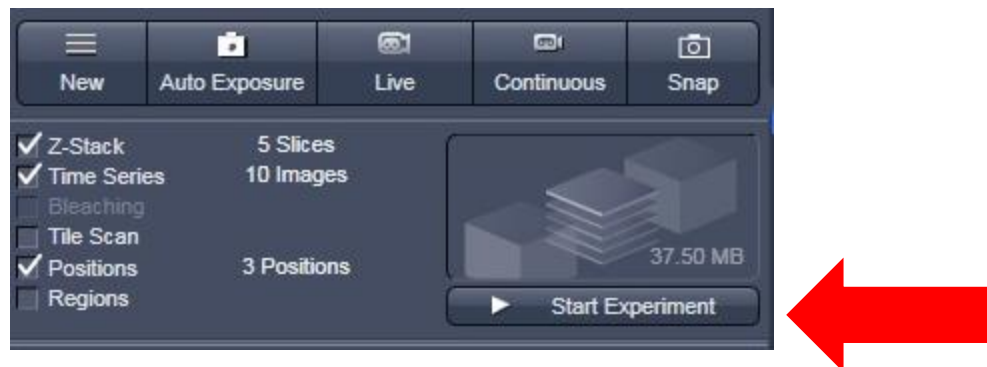 New Auto Exposure Live Continuous Snap
Z-Stack 5 Slices
Time Series 10 Images
Bleaching
Tile Scan
37.50 MB
Positions 3 Positions
Regions
Start Experiment